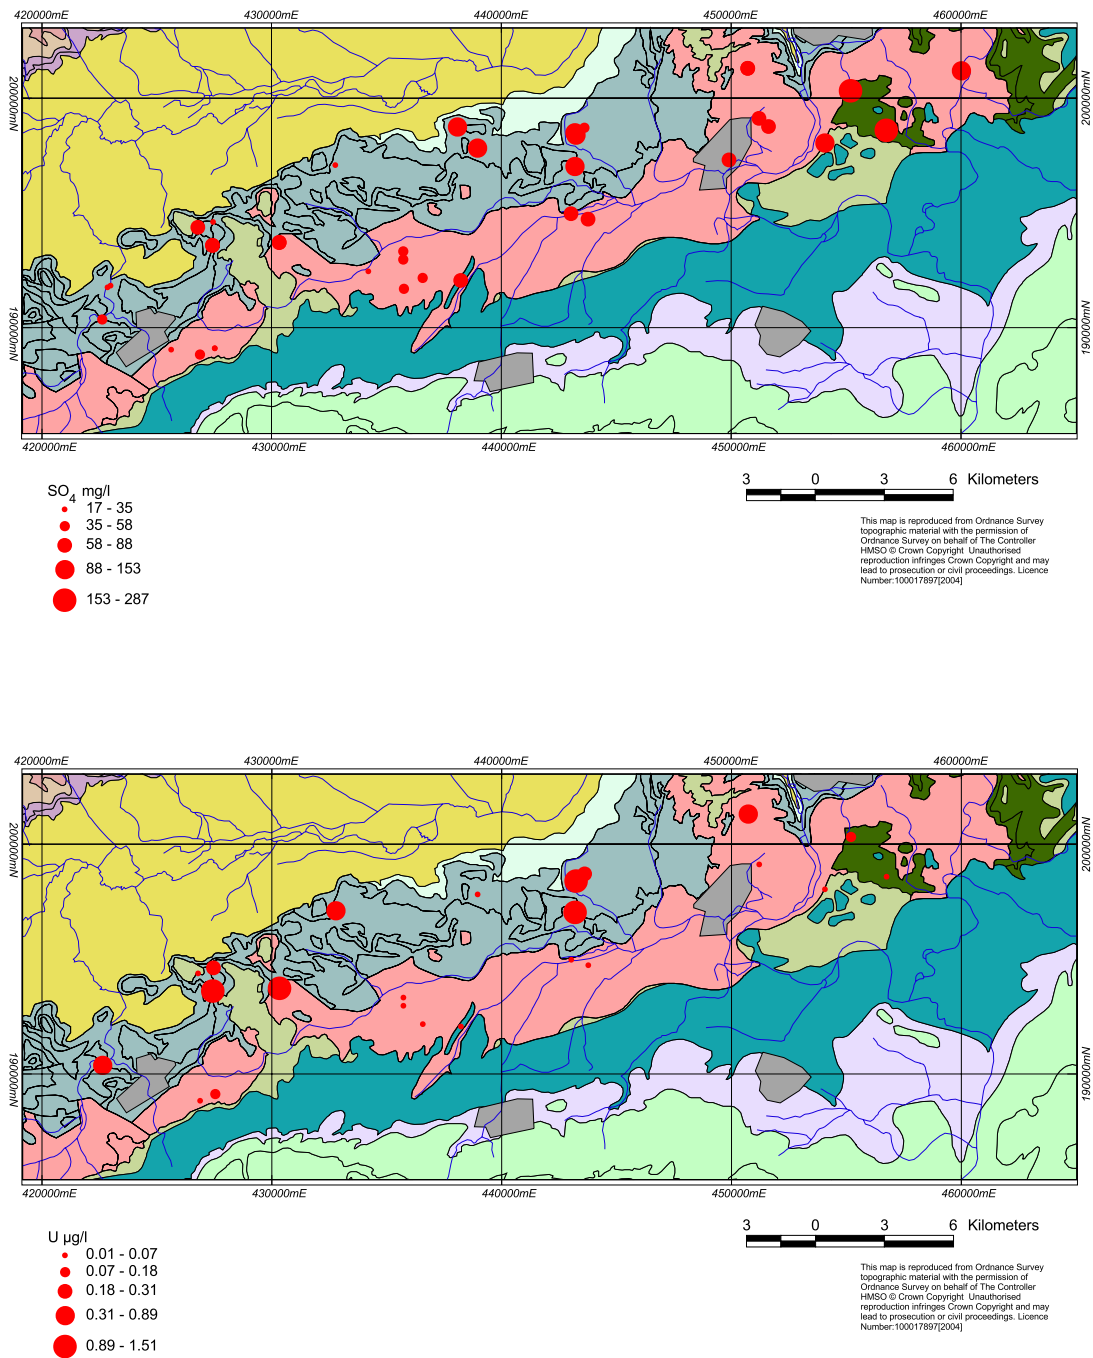 420000mE 430000mE 440000mE 450000mE 460000mE
200000mN 200000mN
190000mN 190000mN
420000mE 430000mE 440000mE 450000mE 460000mE
SO4 mg/l
17 - 35
35 - 58
58 - 88
88 - 153
153 - 287
3 0 3 6 Kilometers
This map is reproduced from Ordnance Survey
topographic material with the permission of
Ordnance Survey on behalf of The Controller
HMSO © Crown Copyright Unauthorised
reproduction infringes Crown Copyright and may
lead to prosecution or civil proceedings. Licence
Number:100017897[2004]
420000mE 430000mE 440000mE 450000mE 460000mE
200000mN 200000mN
190000mN 190000mN
420000mE 430000mE 440000mE 450000mE 460000mE
U µg/l
0.01 - 0.07
0.07 - 0.18
0.18 - 0.31
0.31 - 0.89
0.89 - 1.51
3 0 3 6 Kilometers
This map is reproduced from Ordnance Survey
topographic material with the permission of
Ordnance Survey on behalf of The Controller
HMSO © Crown Copyright Unauthorised
reproduction infringes Crown Copyright and may
lead to prosecution or civil proceedings. Licence
Number:100017897[2004]